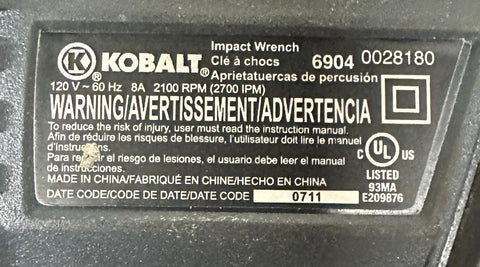 K KOBALT®
®
Impact Wrench
Clé à chocs
Aprietatuercas de percusión
6904 0028180
120 V ~ 60 Hz 8A 2100 RPM (2700 IPM)
WARNING/AVERTISSEMENT/ADVERTENCIA
To reduce the risk of injury, user must read the instruction manual.
Afin de réduire les risques de blessure, l'utilisateur doit lire le manuel
d'instructions.
Para reducir el riesgo de lesiones, el usuario debe leer el manual
de instrucciones.
MADE IN CHINA/FABRIQUÉ EN CHINE/HECHO EN CHINA
DATE CODE/CODE DE DATE/DATE CODE 0711
C UL US
®
LISTED
93MA
E209876